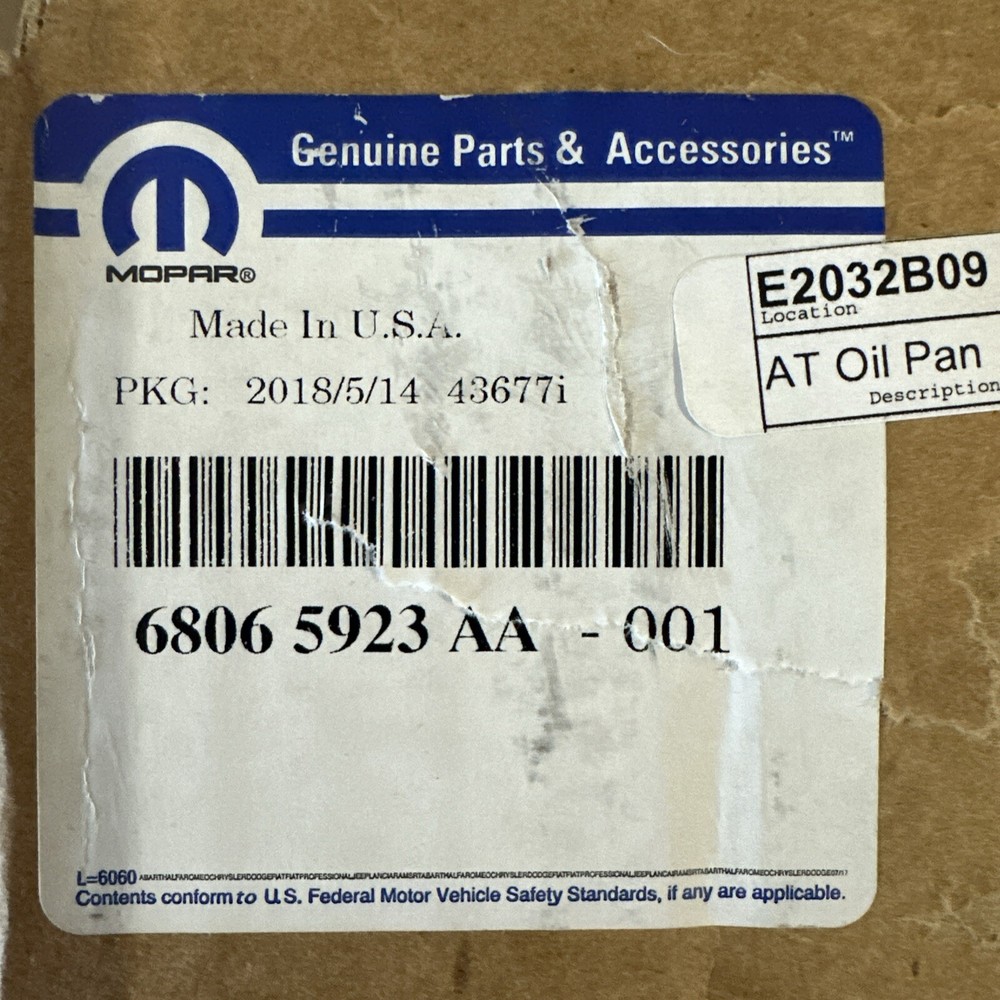 Genuine Parts & Accessories™
MOPAR®
Made In U.S.A.
PKG: 2018/5/14 43677i
6806 5923 AA - 001
E2032B09
Location
AT Oil Pan
Description
L=6060
Contents conform to U.S. Federal Motor Vehicle Safety Standards, if any are applicable.